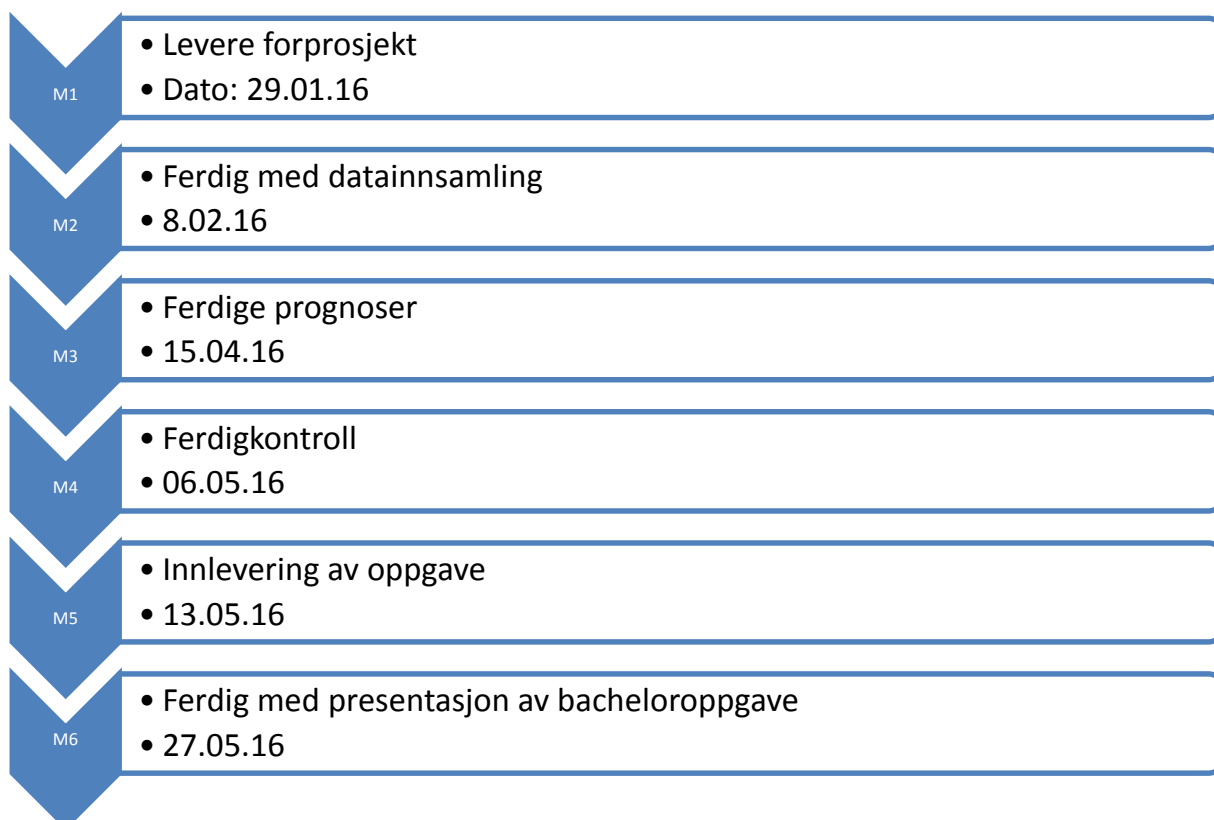 M1
• Levere forprosjekt
• Dato: 29.01.16
M2
• Ferdig med datainnsamling
• 8.02.16
M3
• Ferdige prognoser
• 15.04.16
M4
• Ferdigkontroll
• 06.05.16
M5
• Innlevering av oppgave
• 13.05.16
M6
• Ferdig med presentasjon av bacheloroppgave
• 27.05.16